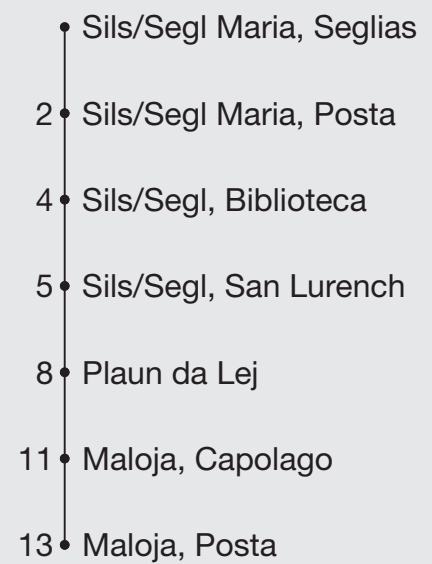 Sils/Segl Maria, Seglias
2 Sils/Segl Maria, Posta
4 Sils/Segl, Biblioteca
5 Sils/Segl, San Lurench
8 Plaun da Lej
11 Maloja, Capolago
13 Maloja, Posta